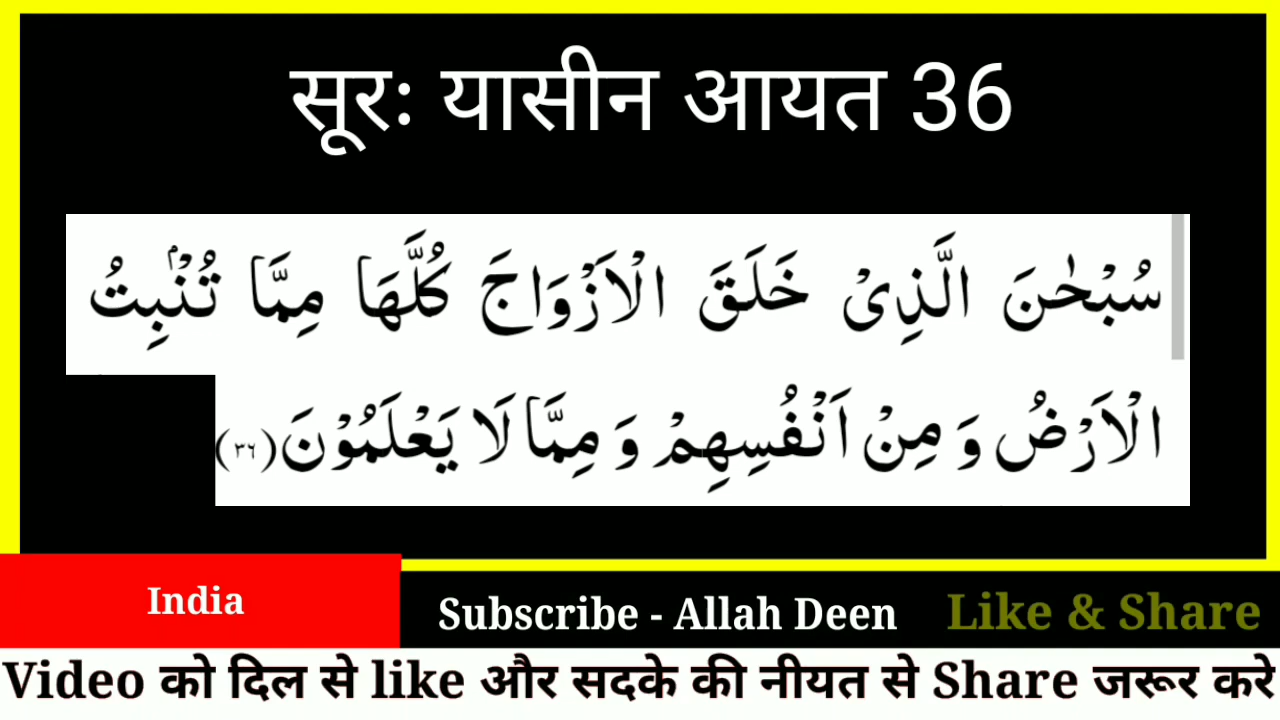 सूरः यासीन आयत 36
سُبْحٰنَ الَّذِیْ خَلَقَ الْاَزْوَاجَ كُلَّهَا مِمَّا تُنْۢبِتُ
الْاَرْضُ وَ مِنْ اَنْفُسِهِمْ وَ مِمَّا لَا یَعْلَمُوْنَ(۳۶)
India
Subscribe - Allah Deen Like & Share
Video को दिल से like और सदके की नीयत से Share जरूर करे